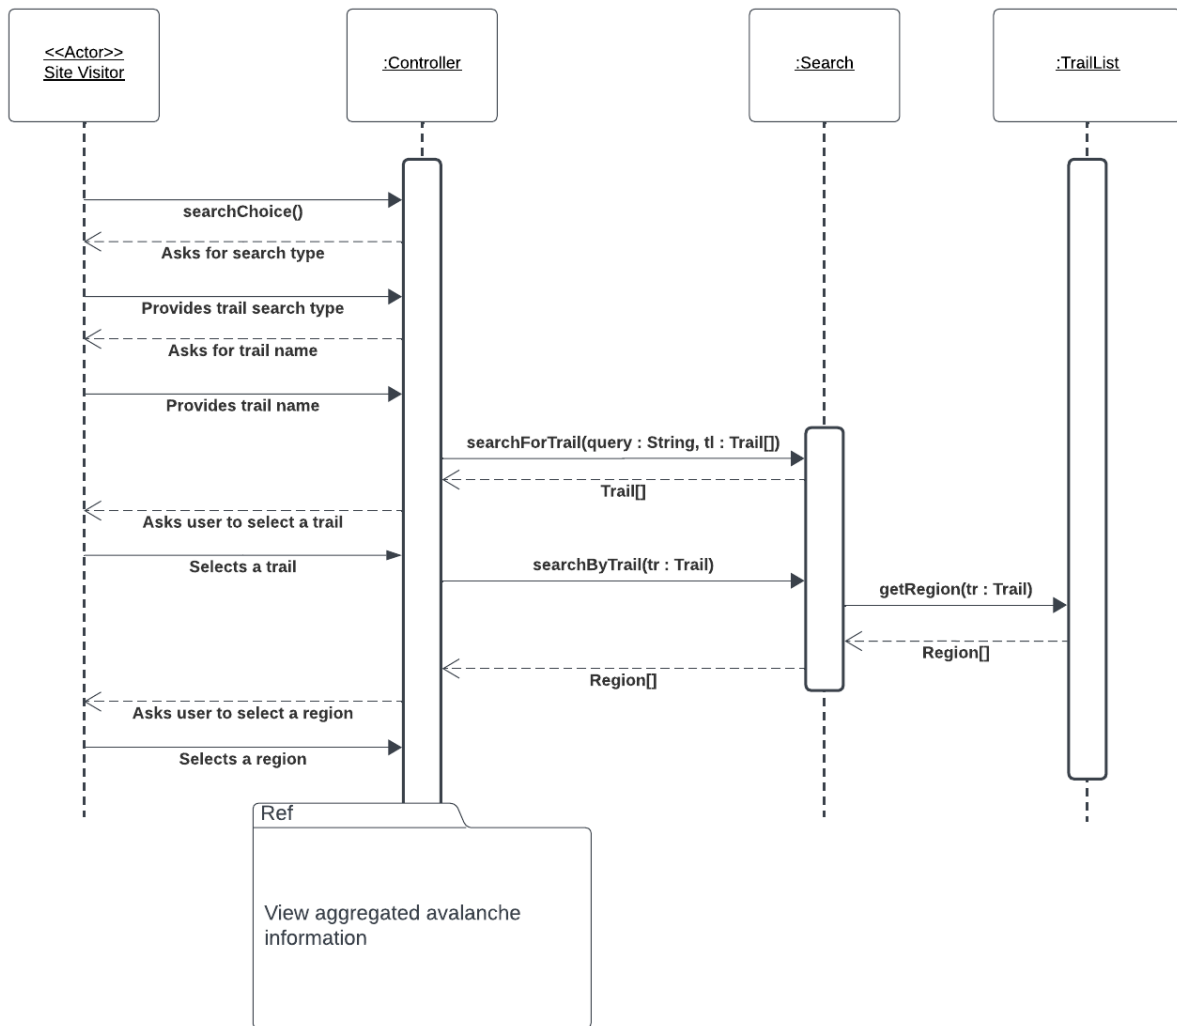 <<Actor>>
Site Visitor
:Controller
:Search
:TrailList
searchChoice()
Asks for search type
Provides trail search type
Asks for trail name
Provides trail name
searchForTrail(query : String, tl : Trail[])
Trail[]
Asks user to select a trail
Selects a trail
searchByTrail(tr : Trail)
getRegion(tr : Trail)
Region[]
Region[]
Asks user to select a region
Selects a region
Ref
View aggregated avalanche
information